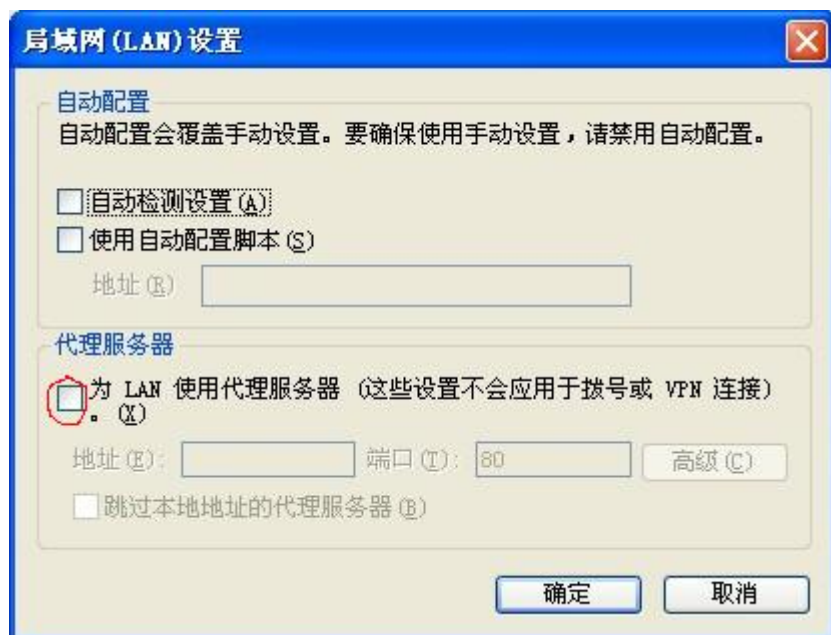 局域网(LAN)设置
自动配置
自动配置会覆盖手动设置。要确保使用手动设置，请禁用自动配置。
自动检测设置(A)
使用自动配置脚本(S)
地址(R)
代理服务器
为 LAN 使用代理服务器 (这些设置不会应用于拨号或 VPN 连接)
。(X)
地址(E): 端口(T): 80 高级(C)
跳过本地地址的代理服务器(B)
确定 取消